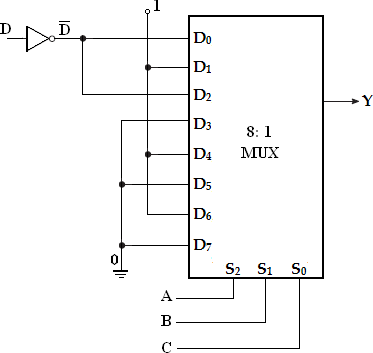 1
D
D̅
D₀
D₁
D₂
Y
D₃
8: 1
MUX
D₄
D₅
D₆
D₇
0
S₂ S₁ S₀
A
B
C